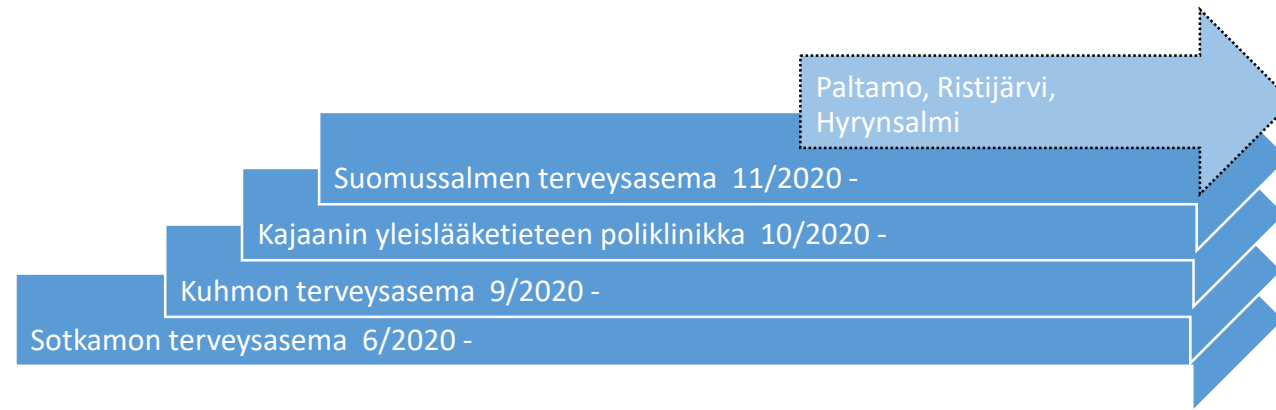 Paltamo, Ristijärvi,
Hyrynsalmi
Suomussalmen terveysasema 11/2020 -
Kajaanin yleislääketieteen poliklinikka 10/2020 -
Kuhmon terveysasema 9/2020 -
Sotkamon terveysasema 6/2020 -